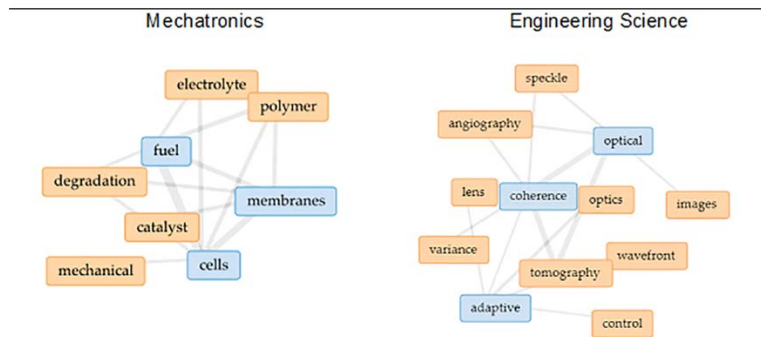 Mechatronics
electrolyte
polymer
fuel
degradation
membranes
catalyst
mechanical
cells
Engineering Science
speckle
angiography
optical
lens
coherence
optics
images
variance
wavefront
tomography
adaptive
control